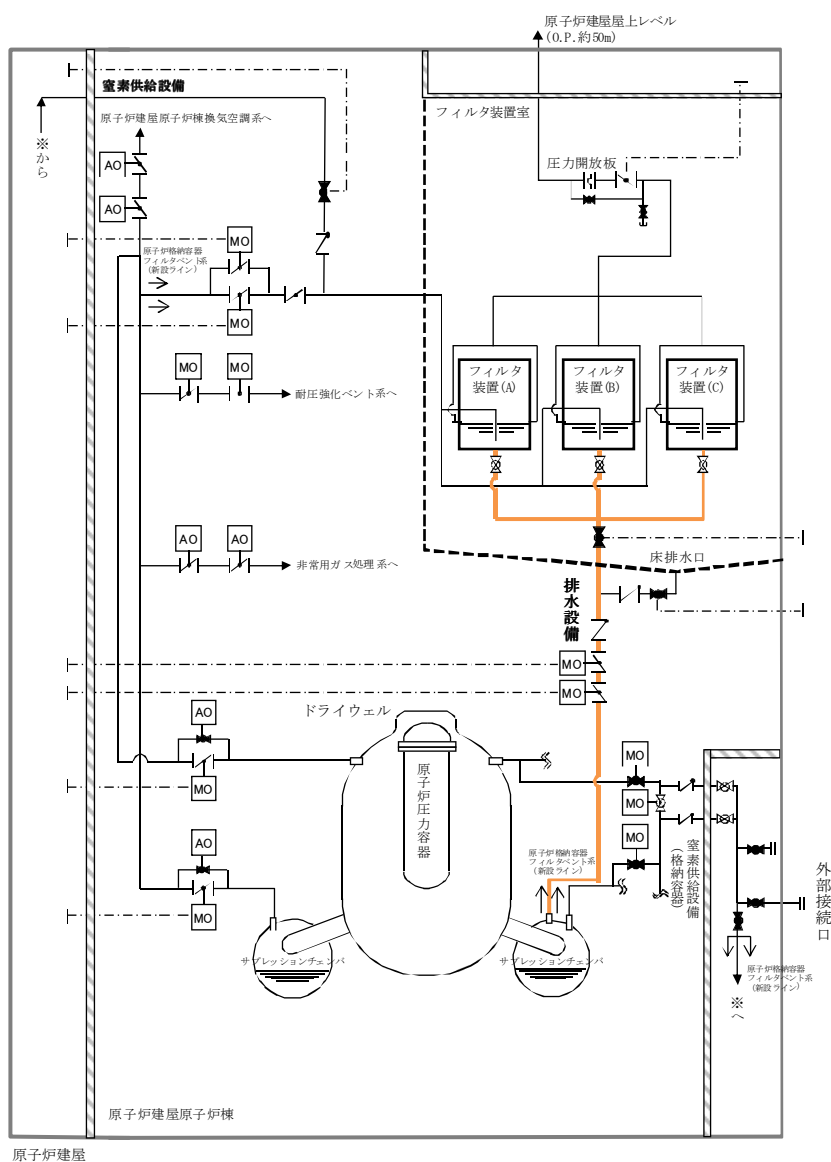 原子炉建屋屋上レベル
(O.P.約50m)
窒素供給設備
フィルタ装置室
原子炉建屋原子炉棟換気空調系へ
※から
AO
AO
圧力開放板
MO
原子炉格納容器
フィルタベント系
(新設ライン)
MO
MO
MO
耐圧強化ベント系へ
フィルタ
装置(A)
フィルタ
装置(B)
フィルタ
装置(C)
AO
AO
非常用ガス処理系へ
床排水口
排水設備
MO
MO
ドライウェル
AO
MO
原子炉圧力容器
MO
MO
MO
AO
MO
原子炉格納容器
フィルタベント系
(新設ライン)
窒素供給設備
(格納容器)
外部接続口
サプレッションチェンバ
サプレッションチェンバ
原子炉格納容器
フィルタベント系
(新設ライン)
※へ
原子炉建屋原子炉棟
原子炉建屋